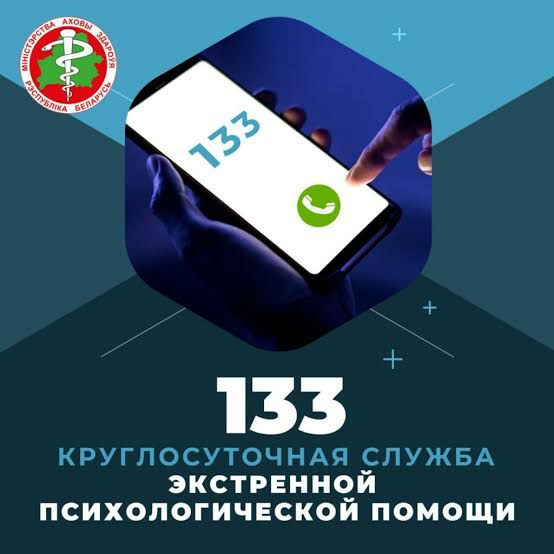 МІНІСТЭРСТВА АХОВЫ ЗДАРОЎЯ
РЭСПУБЛІКА БЕЛАРУСЬ
133
133
КРУГЛОСУТОЧНАЯ СЛУЖБА
ЭКСТРЕННОЙ
ПСИХОЛОГИЧЕСКОЙ ПОМОЩИ